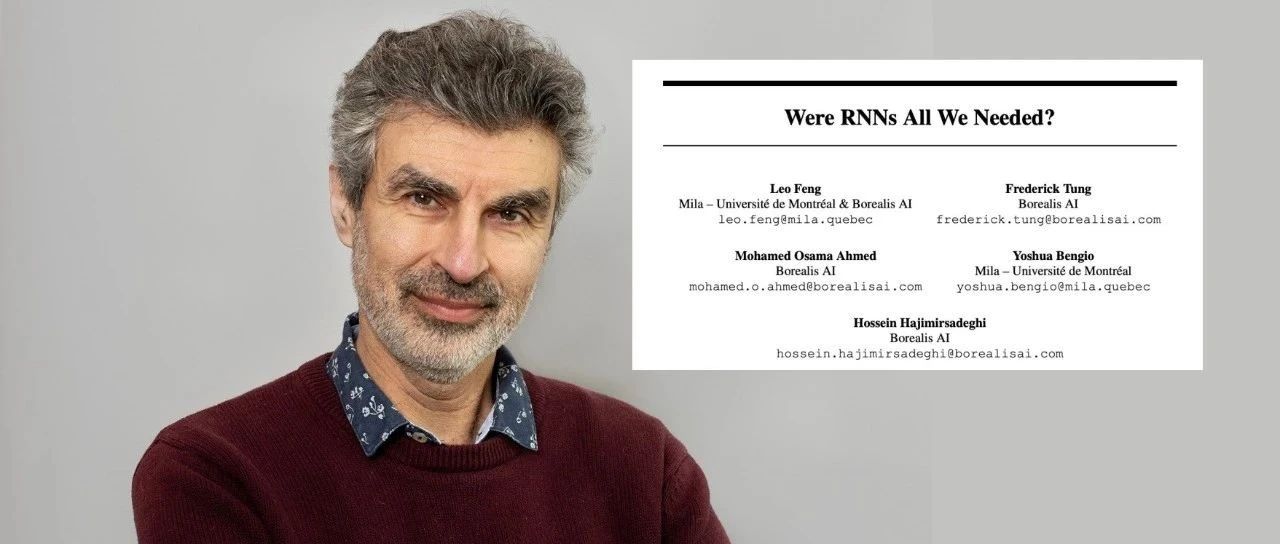 Were RNNs All We Needed?
Leo Feng
Mila – Université de Montréal & Borealis AI
leo.feng@mila.quebec
Frederick Tung
Borealis AI
frederick.tung@borealisai.com
Mohamed Osama Ahmed
Borealis AI
mohamed.o.ahmed@borealisai.com
Yoshua Bengio
Mila – Université de Montréal
yoshua.bengio@mila.quebec
Hossein Hajimirsadeghi
Borealis AI
hossein.hajimirsadeghi@borealisai.com